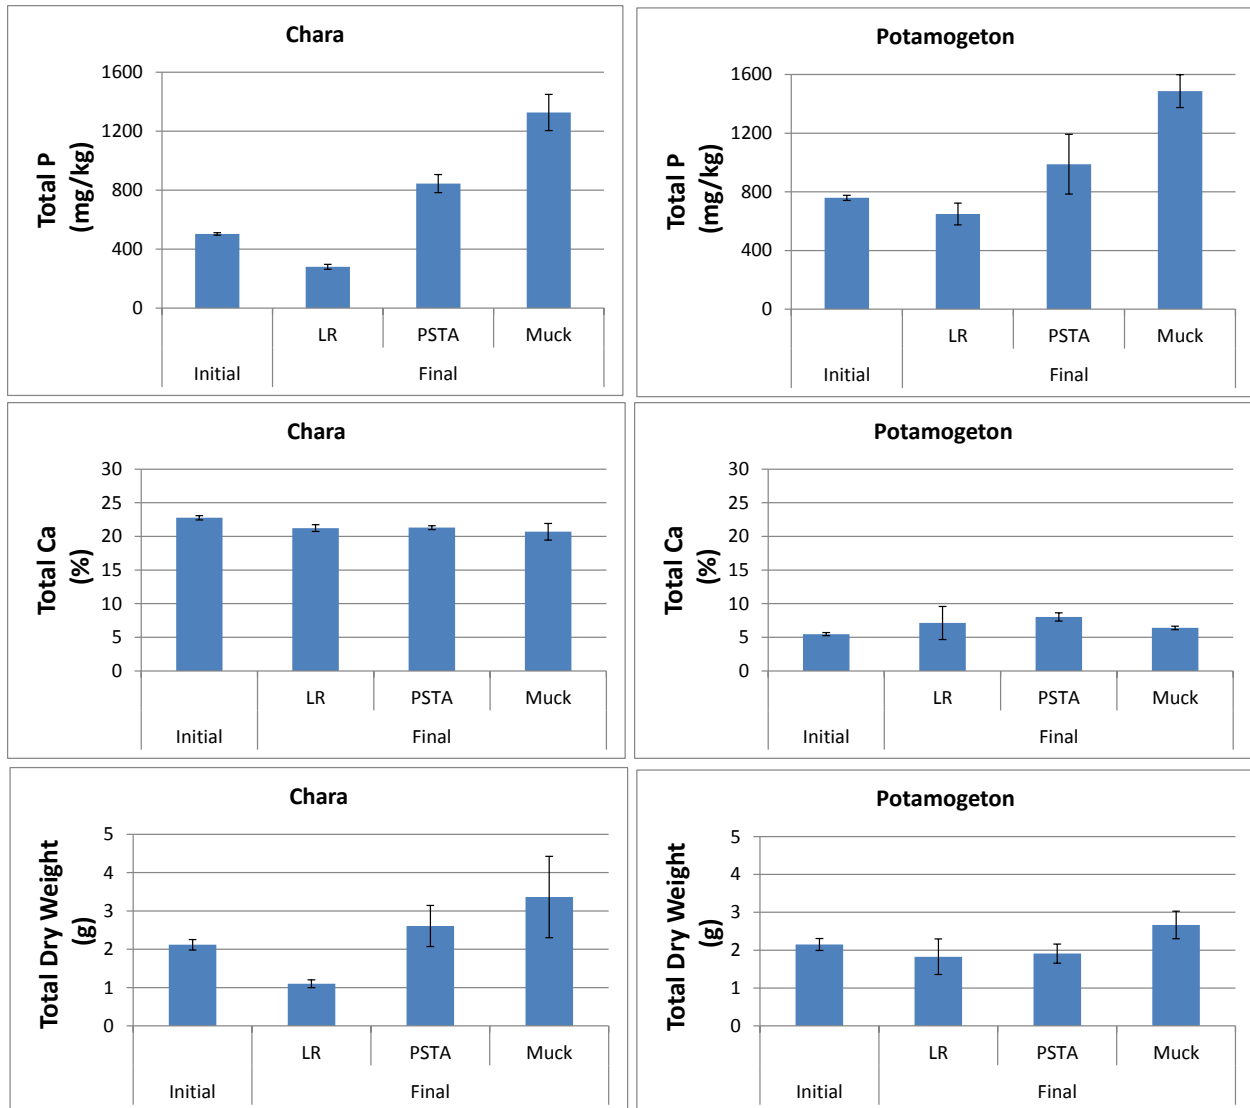 Chara
Total P
(mg/kg)
1600
1200
800
400
0
LR PSTA Muck
Initial Final
Potamogeton
Total P
(mg/kg)
1600
1200
800
400
0
LR PSTA Muck
Initial Final
Chara
Total Ca
(%)
30
25
20
15
10
5
0
LR PSTA Muck
Initial Final
Potamogeton
Total Ca
(%)
30
25
20
15
10
5
0
LR PSTA Muck
Initial Final
Chara
Total Dry Weight
(g)
5
4
3
2
1
0
LR PSTA Muck
Initial Final
Potamogeton
Total Dry Weight
(g)
5
4
3
2
1
0
LR PSTA Muck
Initial Final